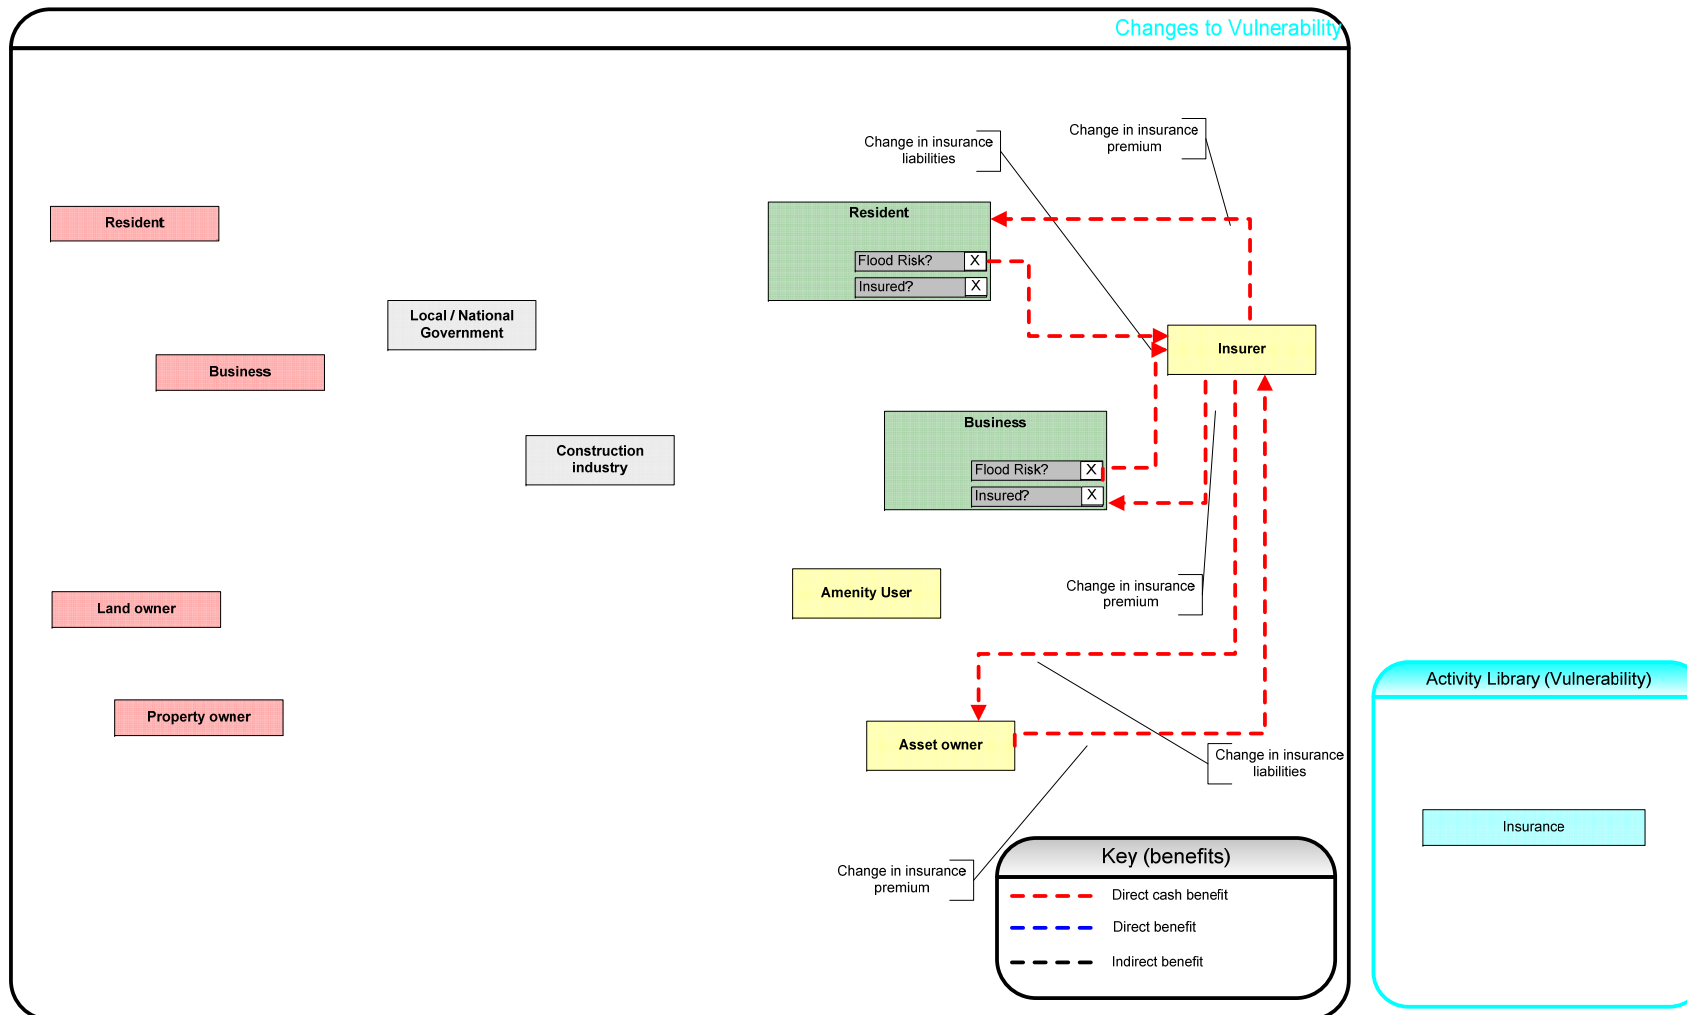 Changes to Vulnerability
Change in insurance
premium
Change in insurance
liabilities
Resident
Resident
Flood Risk?
X
Insured?
X
Local / National
Government
Insurer
Business
Business
Construction
industry
Flood Risk?
X
Insured?
X
Amenity User
Change in insurance
premium
Land owner
Property owner
Asset owner
Change in insurance
liabilities
Change in insurance
premium
Key (benefits)
Direct cash benefit
Direct benefit
Indirect benefit
Activity Library (Vulnerability)
Insurance